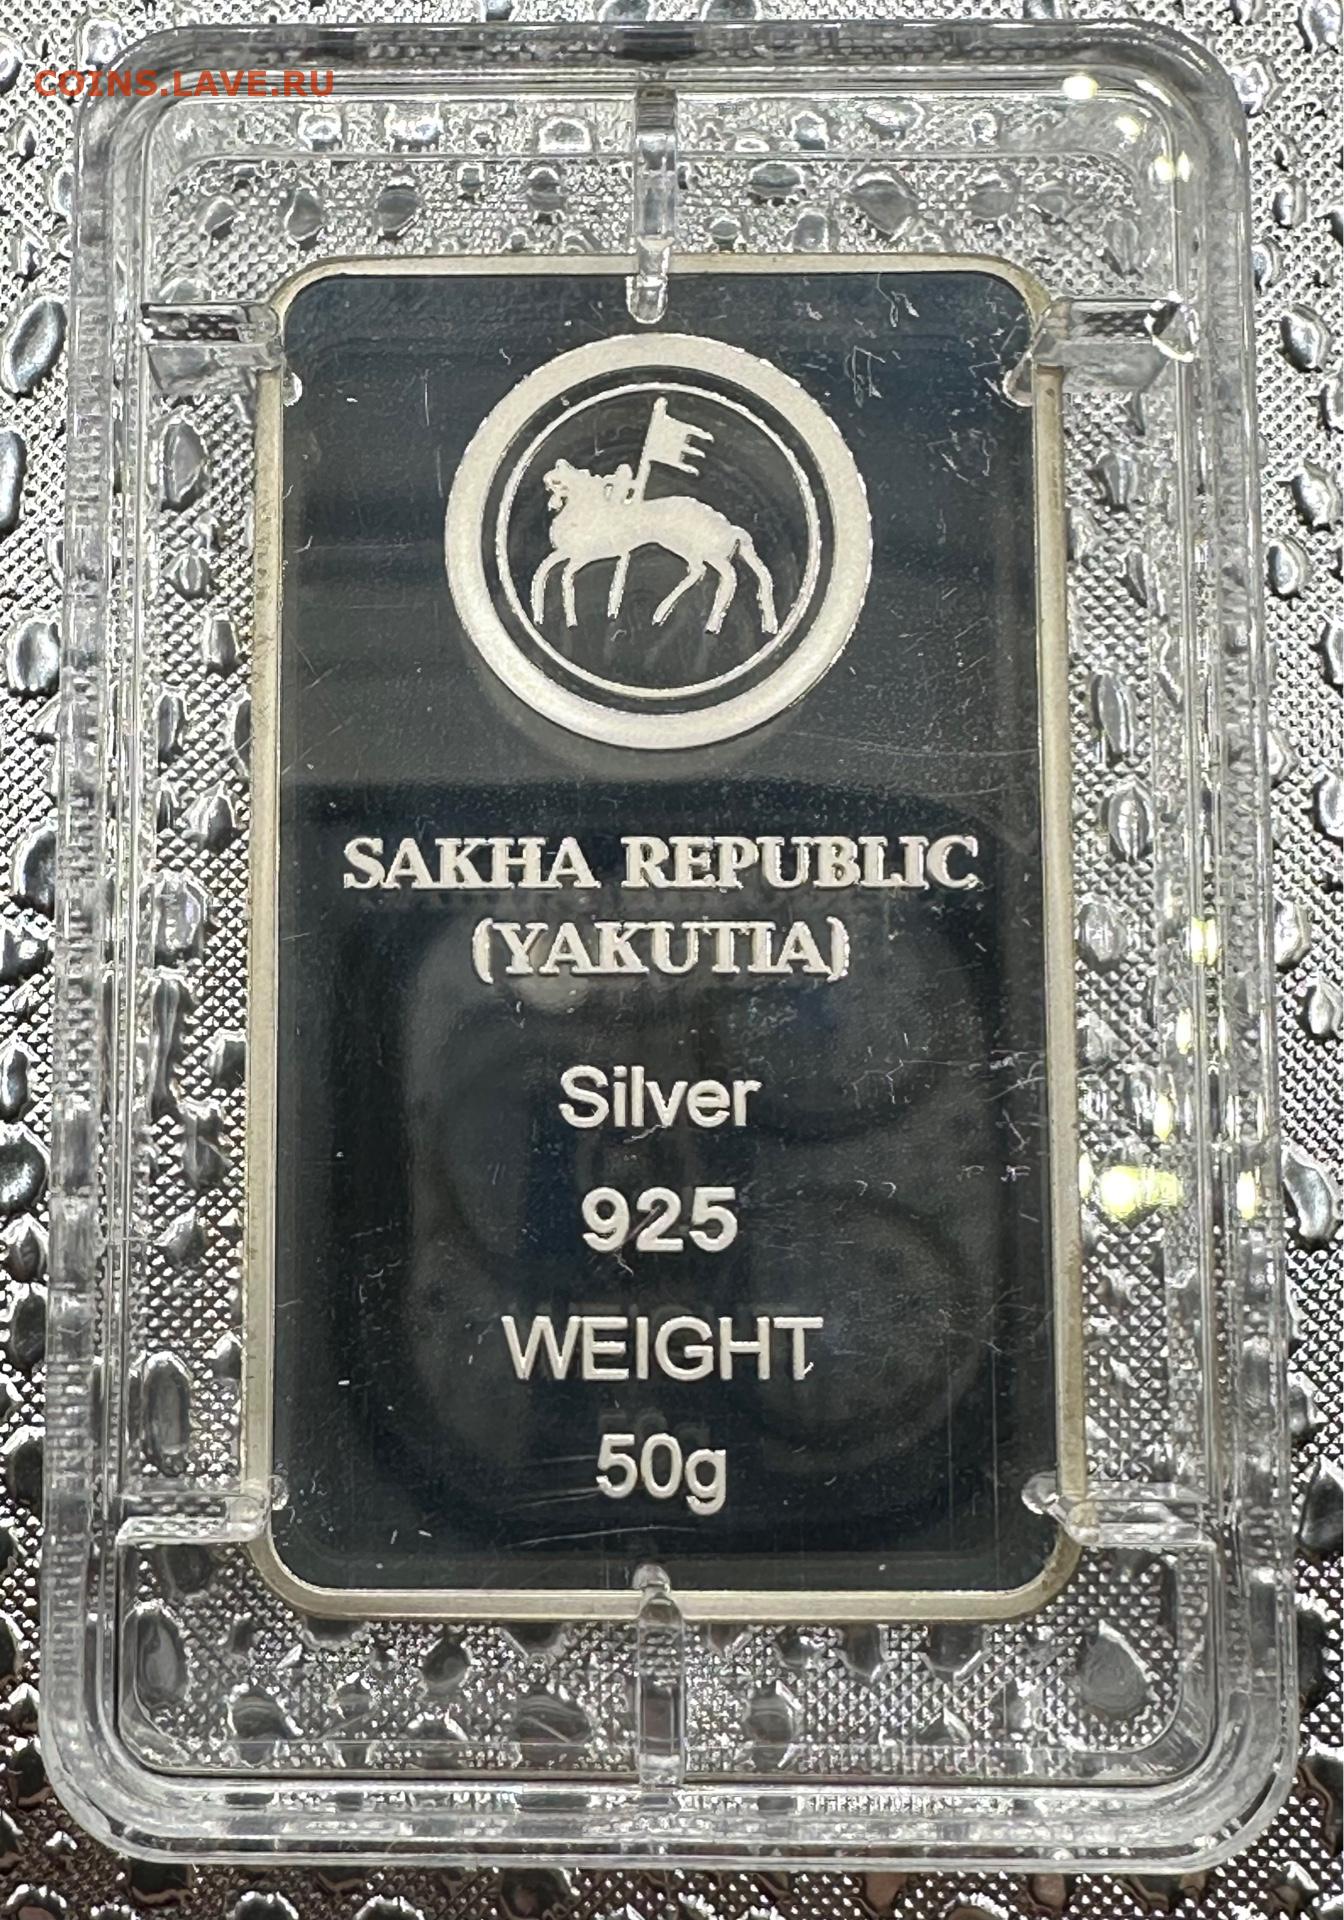 COINS.LAVE.RU
SAKHA REPUBLIC
(YAKUTIA)
Silver
925
WEIGHT
50g